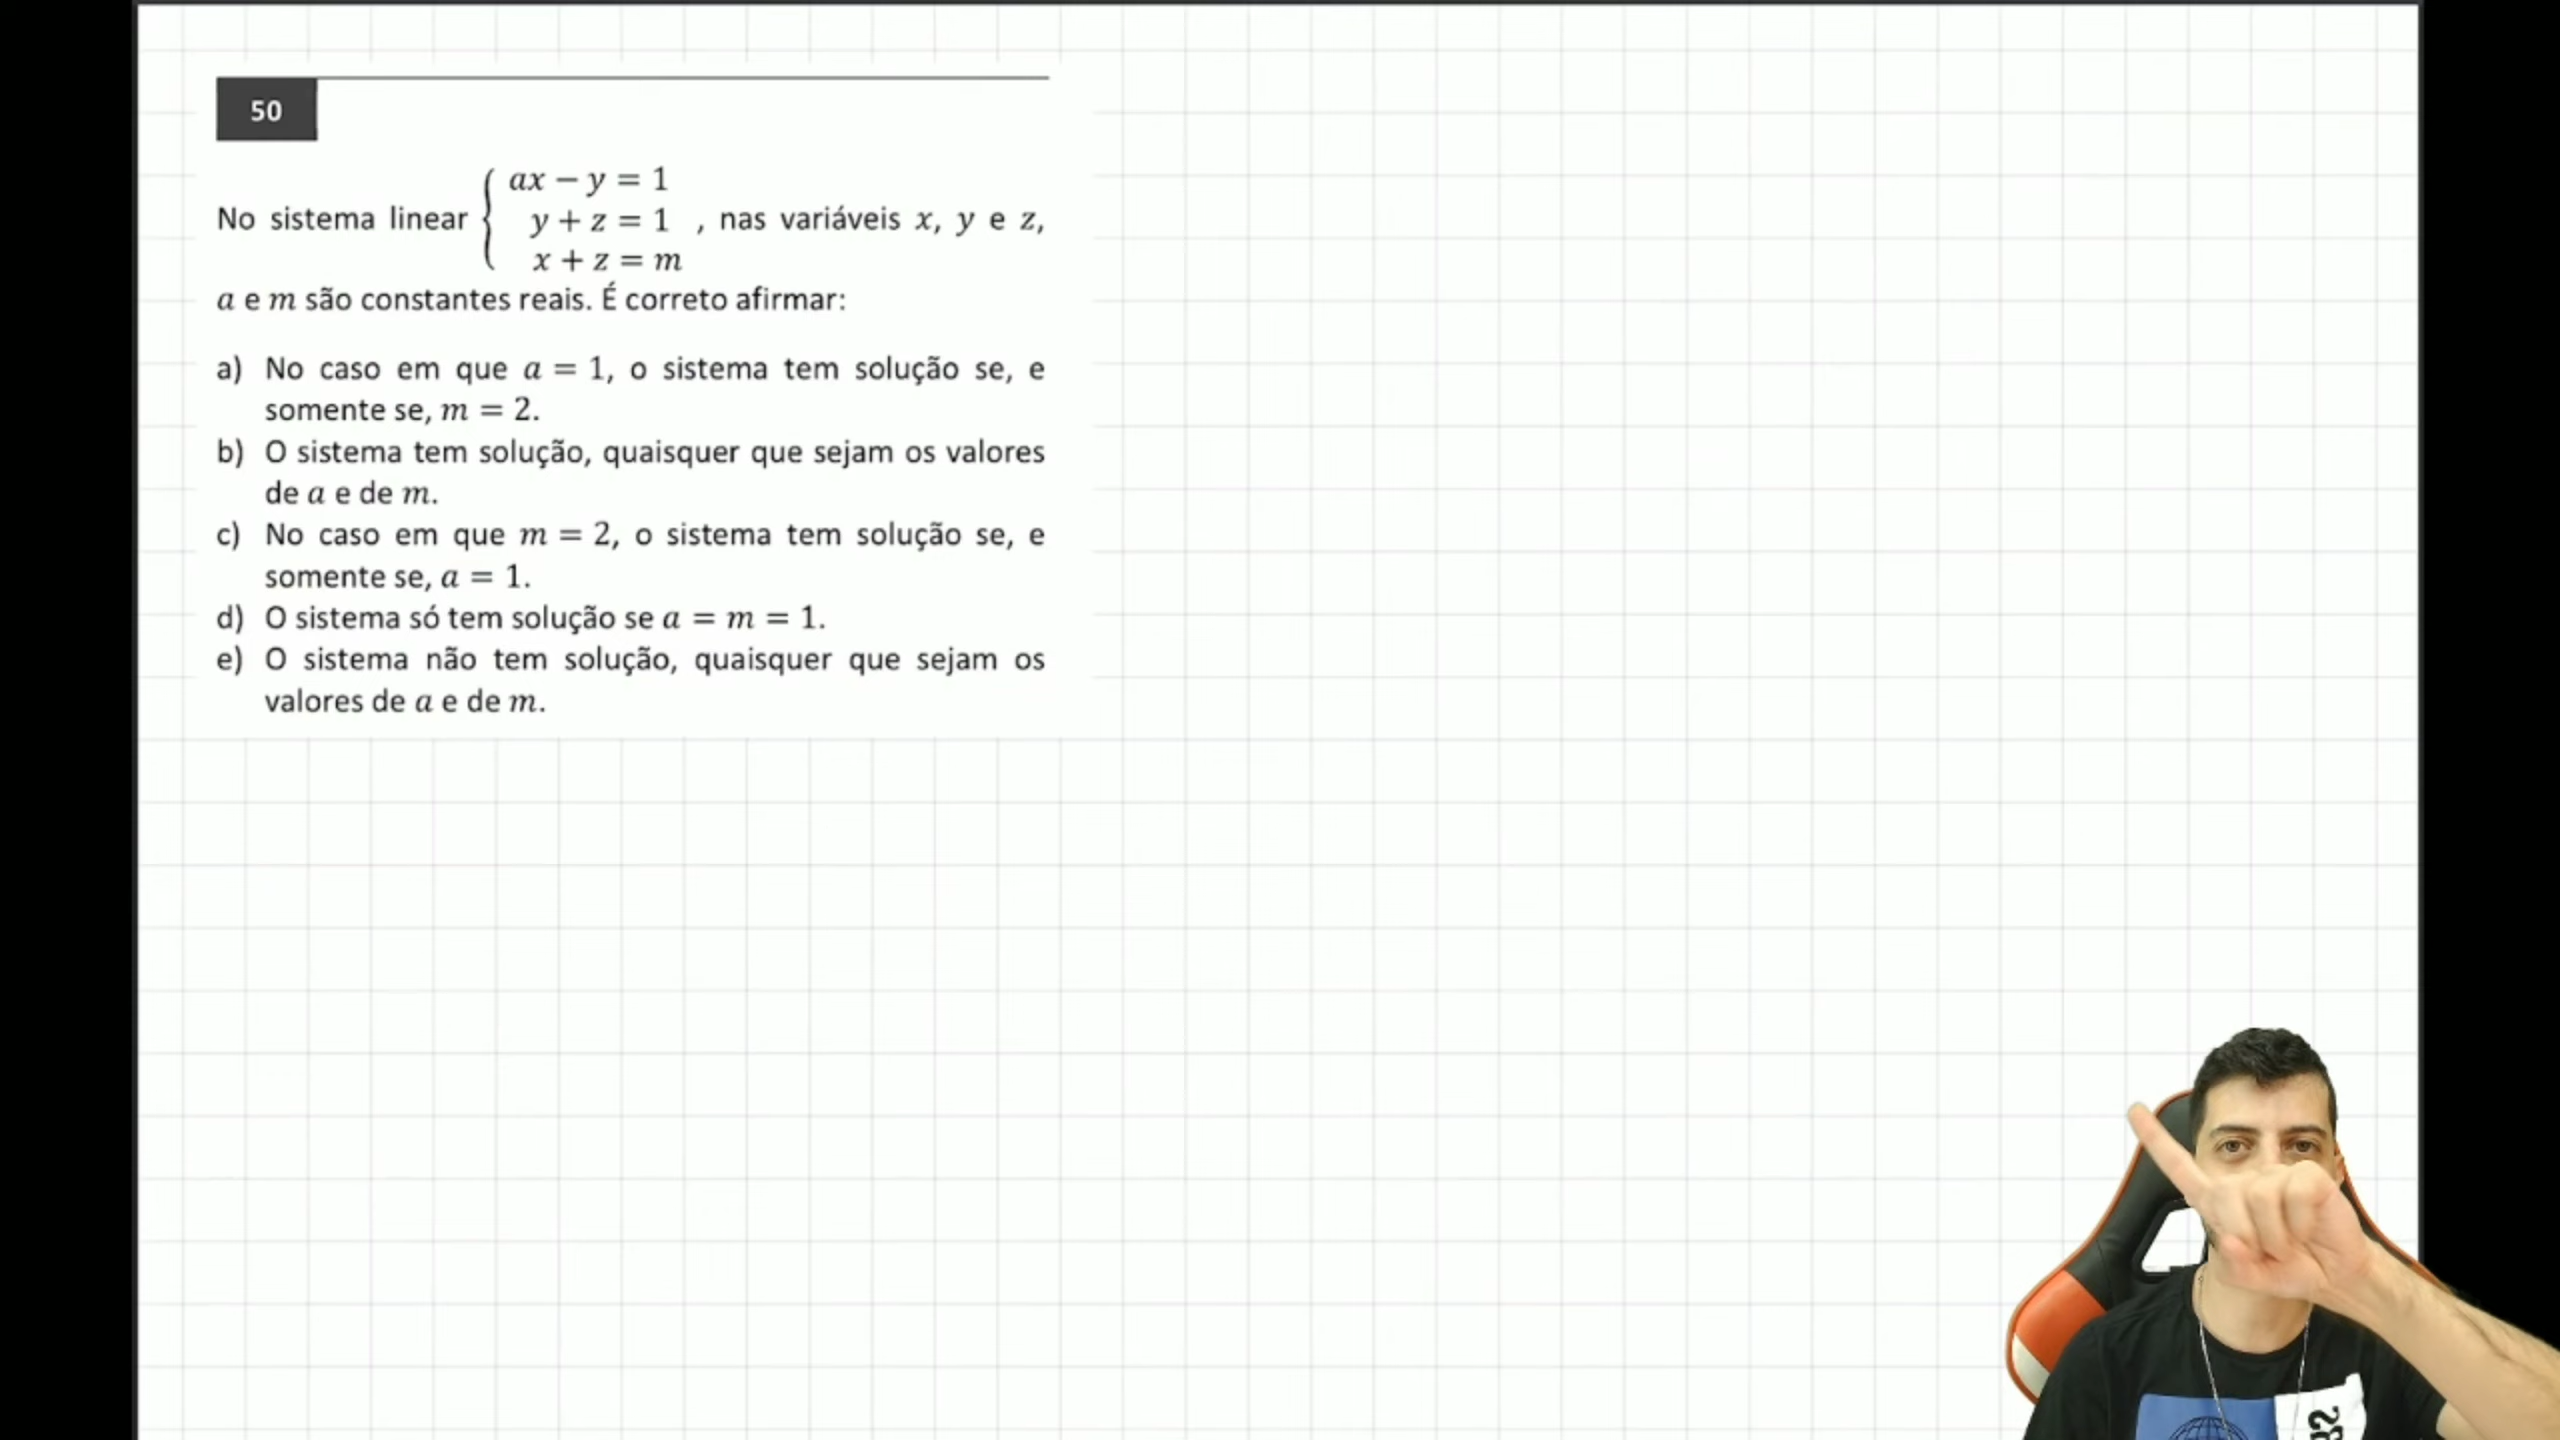 50
No sistema linear { ax − y = 1
y + z = 1 , nas variáveis x, y e z,
x + z = m
a e m são constantes reais. É correto afirmar:
a) No caso em que a = 1, o sistema tem solução se, e
somente se, m = 2.
b) O sistema tem solução, quaisquer que sejam os valores
de a e de m.
c) No caso em que m = 2, o sistema tem solução se, e
somente se, a = 1.
d) O sistema só tem solução se a = m = 1.
e) O sistema não tem solução, quaisquer que sejam os
valores de a e de m.